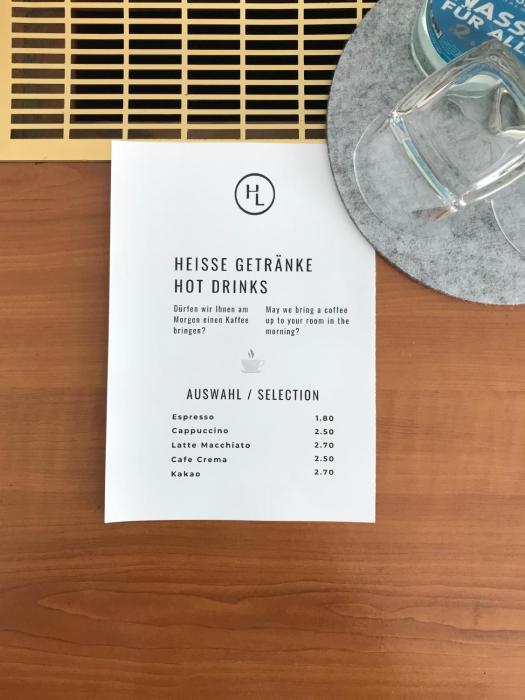 NASS
FÜR ALL
HL
HEISSE GETRÄNKE
HOT DRINKS
Dürfen wir Ihnen am
Morgen einen Kaffee
bringen?
May we bring a coffee
up to your room in the
morning?
AUSWAHL / SELECTION
Espresso 1.80
Cappuccino 2.50
Latte Macchiato 2.70
Cafe Crema 2.50
Kakao 2.70